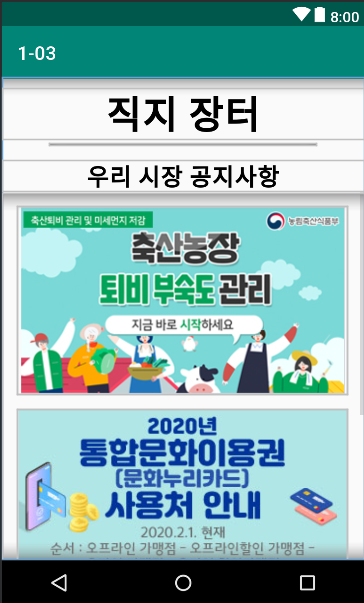 8:00
1-03
직지 장터
우리 시장 공지사항
축산퇴비 관리 및 미세먼지 저감
농림축산식품부
축산농장
퇴비 부숙도 관리
지금 바로 시작하세요
2020년
통합문화이용권
(문화누리카드)
사용처 안내
2020.2.1. 현재
순서 : 오프라인 가맹점 - 오프라인할인 가맹점 -